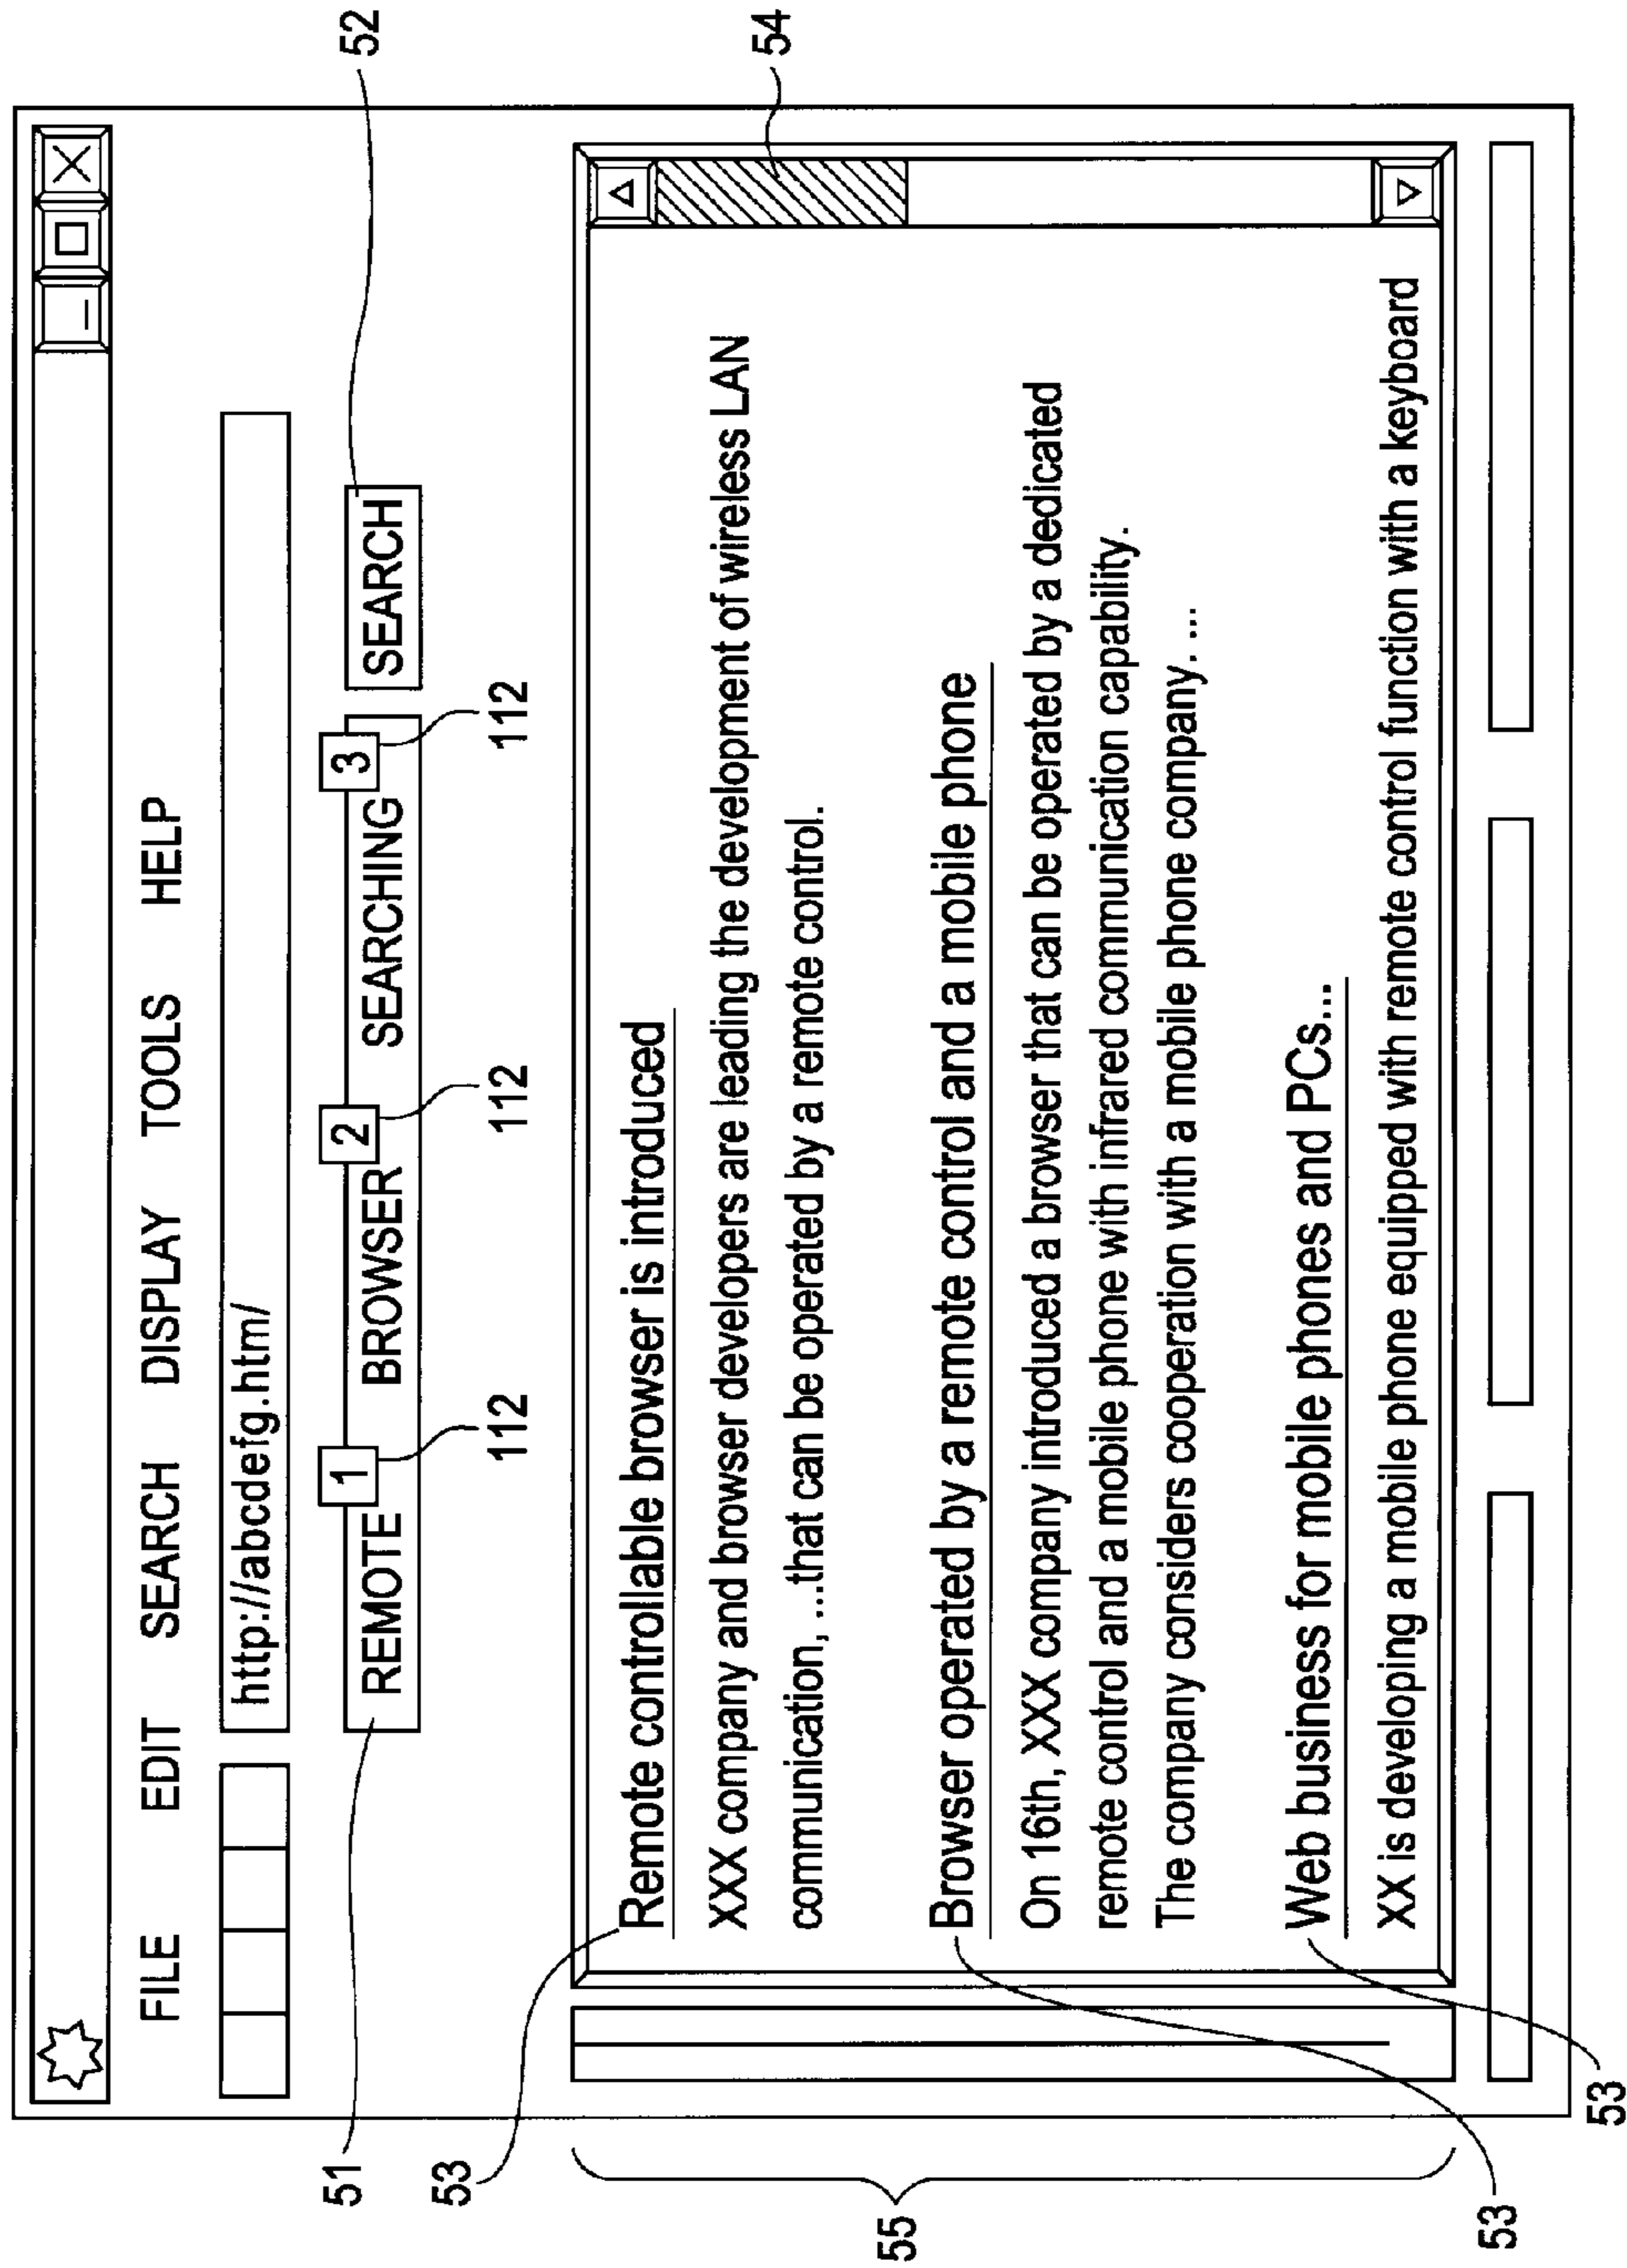 52
54
FILE EDIT SEARCH DISPLAY TOOLS HELP
http://abcdefg.htm/
1 2 3
REMOTE BROWSER SEARCHING SEARCH
51
112 112 112
53
Remote controllable browser is introduced
XXX company and browser developers are leading the development of wireless LAN
communication, ...that can be operated by a remote control.
Browser operated by a remote control and a mobile phone
On 16th, XXX company introduced a browser that can be operated by a dedicated
remote control and a mobile phone with infrared communication capability.
The company considers cooperation with a mobile phone company. ...
55
Web business for mobile phones and PCs...
XX is developing a mobile phone equipped with remote control function with a keyboard
53
53